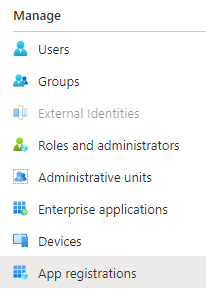 Manage
Users
Groups
External Identities
Roles and administrators
Administrative units
Enterprise applications
Devices
App registrations